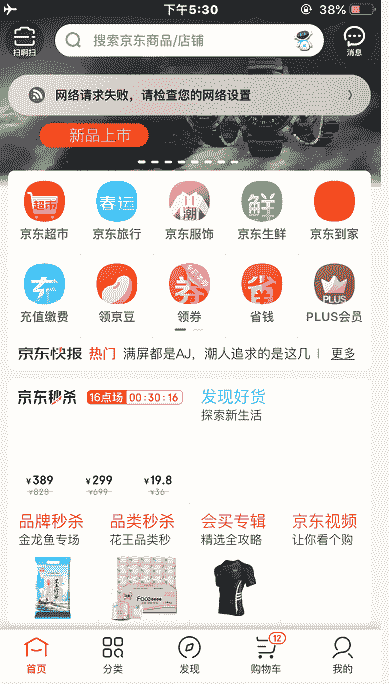 下午5:30
38%
扫啊扫
搜索京东商品/店铺
消息
网络请求失败，请检查您的网络设置
新品上市
超市
春运
潮
鲜
京东超市
京东旅行
京东服饰
京东生鲜
京东到家
券
省
PLUS
充值缴费
领京豆
领券
省钱
PLUS会员
京东快报 热门 满屏都是AJ，潮人追求的是这几 更多
京东秒杀 16点场 00:30:16 发现好货
探索新生活
¥389 ¥299 ¥19.8
¥828 ¥699 ¥36
品牌秒杀 品类秒杀 会买专辑 京东视频
金龙鱼专场 花王品类秒 精选全攻略 让你看个购
首页
分类
发现
12
购物车
我的